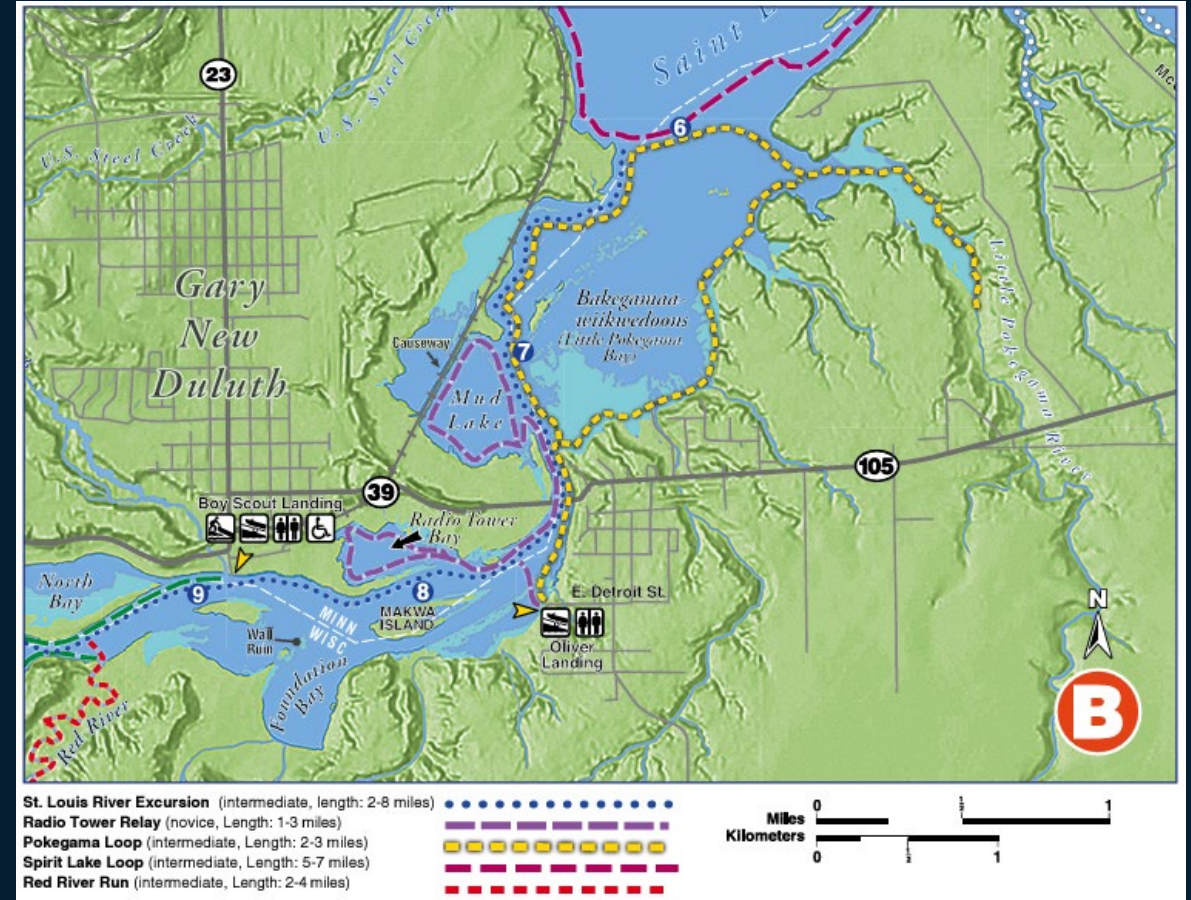 23
Saint L
Mc
U.S. Steel Creek
U.S. Steel Creek
6
Gary
New
Duluth
Bakegamaa-
wiikwedoons
(Little Pokegama
Bay)
Little Pokegama River
Causeway
7
Mud
Lake
105
39
Boy Scout Landing
Radio Tower
Bay
North
Bay
9
8
E. Detroit St.
MINN
WISC
MAKWA
ISLAND
Wall
Ruin
Foundation
Bay
Oliver
Landing
N
Red River
B
St. Louis River Excursion (intermediate, length: 2-8 miles)
Radio Tower Relay (novice, Length: 1-3 miles)
Pokegama Loop (intermediate, Length: 2-3 miles)
Spirit Lake Loop (intermediate, Length: 5-7 miles)
Red River Run (intermediate, Length: 2-4 miles)
0 ½ 1
Miles
Kilometers
0 ½ 1